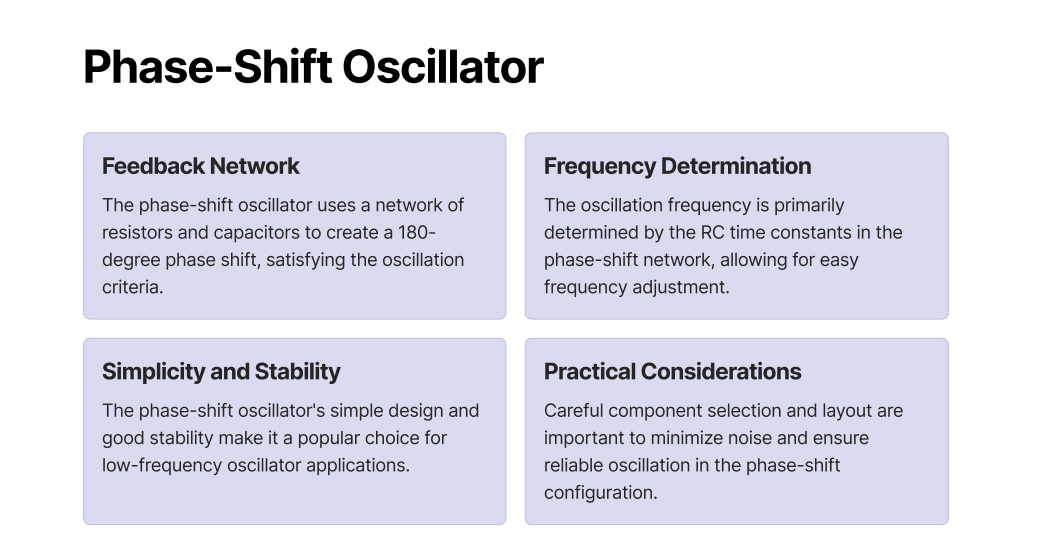 Phase-Shift Oscillator
Feedback Network
The phase-shift oscillator uses a network of
resistors and capacitors to create a 180-
degree phase shift, satisfying the oscillation
criteria.
Frequency Determination
The oscillation frequency is primarily
determined by the RC time constants in the
phase-shift network, allowing for easy
frequency adjustment.
Simplicity and Stability
The phase-shift oscillator's simple design and
good stability make it a popular choice for
low-frequency oscillator applications.
Practical Considerations
Careful component selection and layout are
important to minimize noise and ensure
reliable oscillation in the phase-shift
configuration.